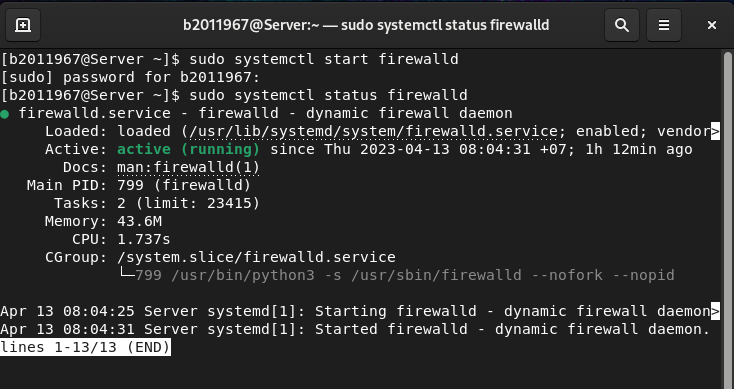 b2011967@Server:~ — sudo systemctl status firewalld
[b2011967@Server ~]$ sudo systemctl start firewalld
[sudo] password for b2011967:
[b2011967@Server ~]$ sudo systemctl status firewalld
● firewalld.service - firewalld - dynamic firewall daemon
     Loaded: loaded (/usr/lib/systemd/system/firewalld.service; enabled; vendor>
     Active: active (running) since Thu 2023-04-13 08:04:31 +07; 1h 12min ago
       Docs: man:firewalld(1)
   Main PID: 799 (firewalld)
      Tasks: 2 (limit: 23415)
     Memory: 43.6M
        CPU: 1.737s
     CGroup: /system.slice/firewalld.service
             └─799 /usr/bin/python3 -s /usr/sbin/firewalld --nofork --nopid
Apr 13 08:04:25 Server systemd[1]: Starting firewalld - dynamic firewall daemon>
Apr 13 08:04:31 Server systemd[1]: Started firewalld - dynamic firewall daemon.
lines 1-13/13 (END)